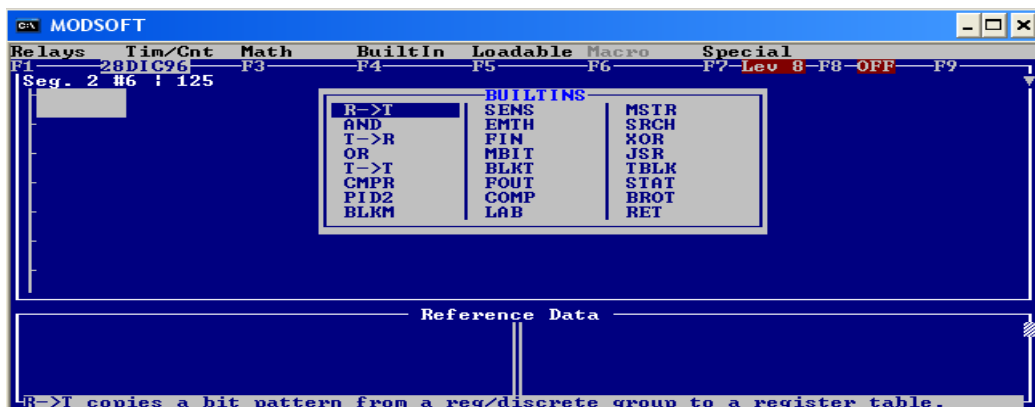 MODSOFT
Relays Tim/Cnt Math BuiltIn Loadable Macro Special
F1 28DIC96 F3 F4 F5 F6 F7-Lev 8-F8-OFF F9
Seg. 2 #6 ¦ 125
BUILTINS
R->T SENS MSTR
AND EMTH SRCH
T->R FIN XOR
OR MBIT JSR
T->T BLKT TBLK
CMPR FOUT STAT
PID2 COMP BROT
BLKM LAB RET
Reference Data
R->T copies a bit pattern from a reg/discrete group to a register table.